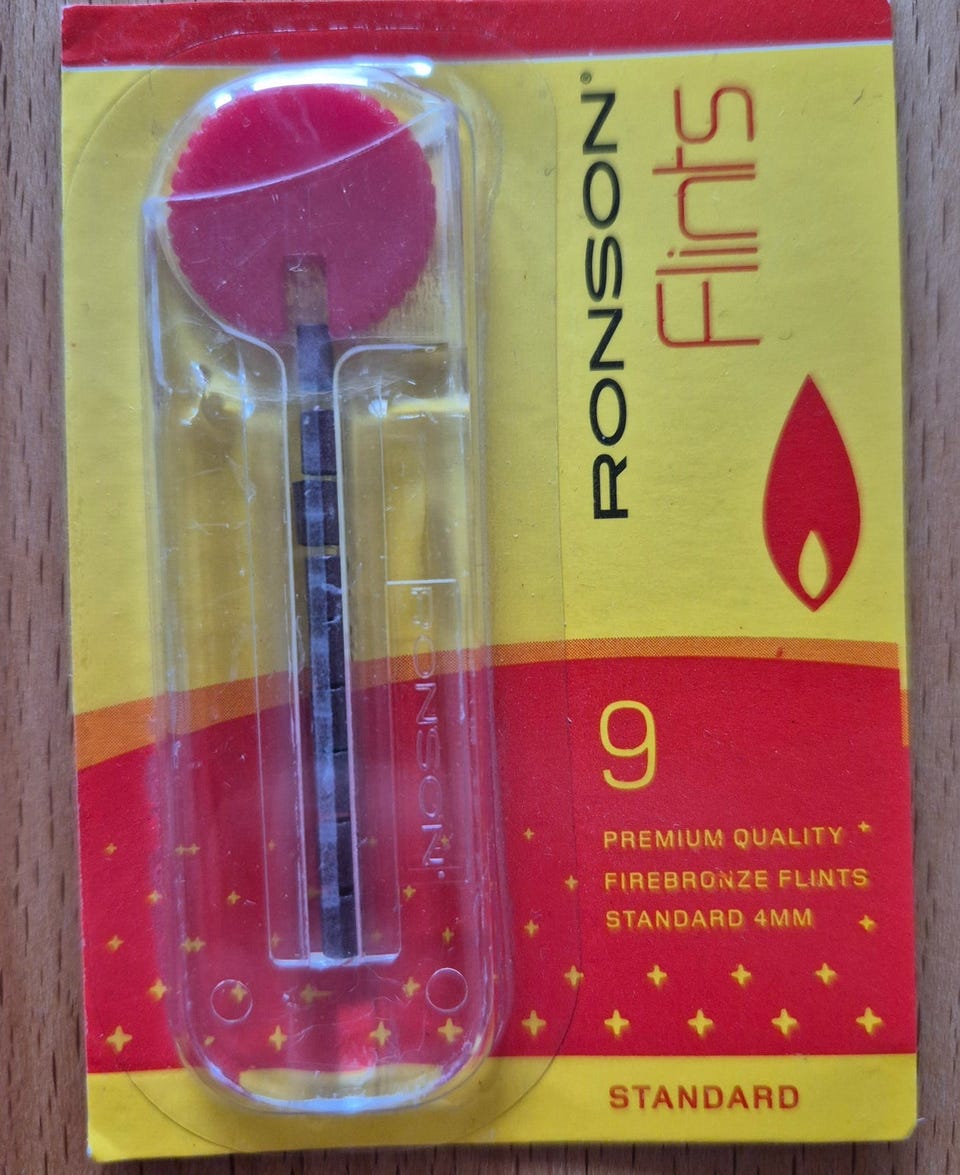 RONSON®
Flints
RONSON
9
PREMIUM QUALITY
FIREBRONZE FLINTS
STANDARD 4MM
STANDARD